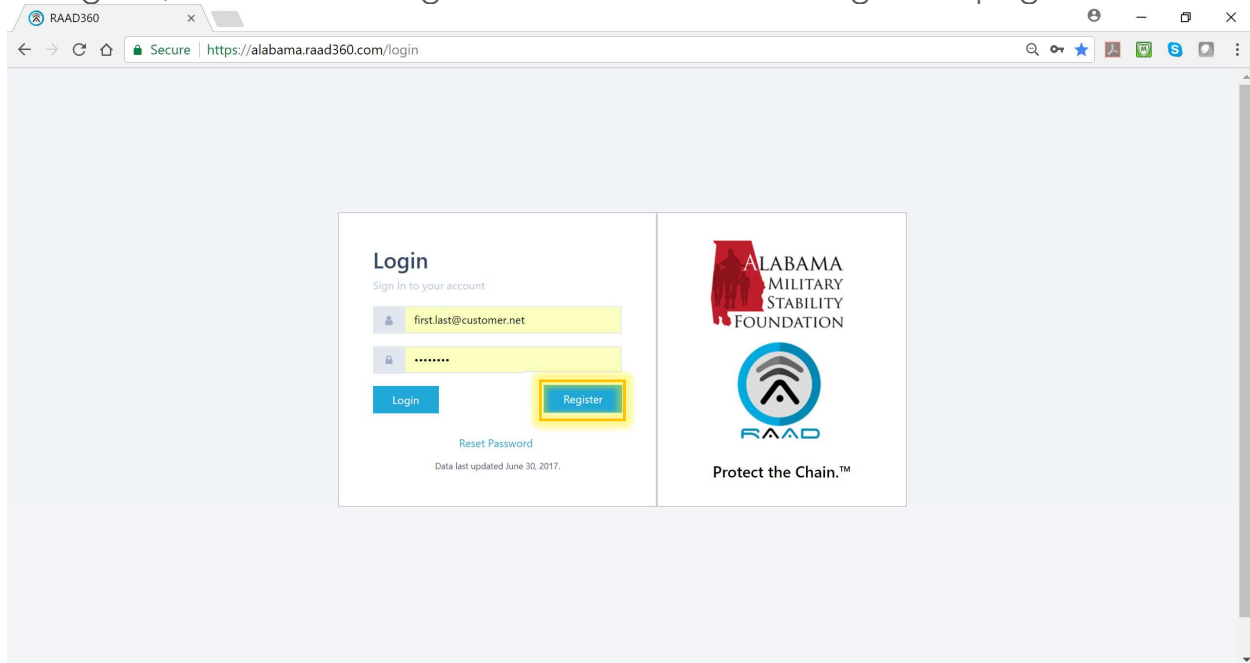 RAAD360
Secure https://alabama.raad360.com/login
Login
Sign In to your account
first.last@customer.net
••••••••
Login
Register
Reset Password
Data last updated June 30, 2017.
ALABAMA
MILITARY
STABILITY
FOUNDATION
RAAD
Protect the Chain.™